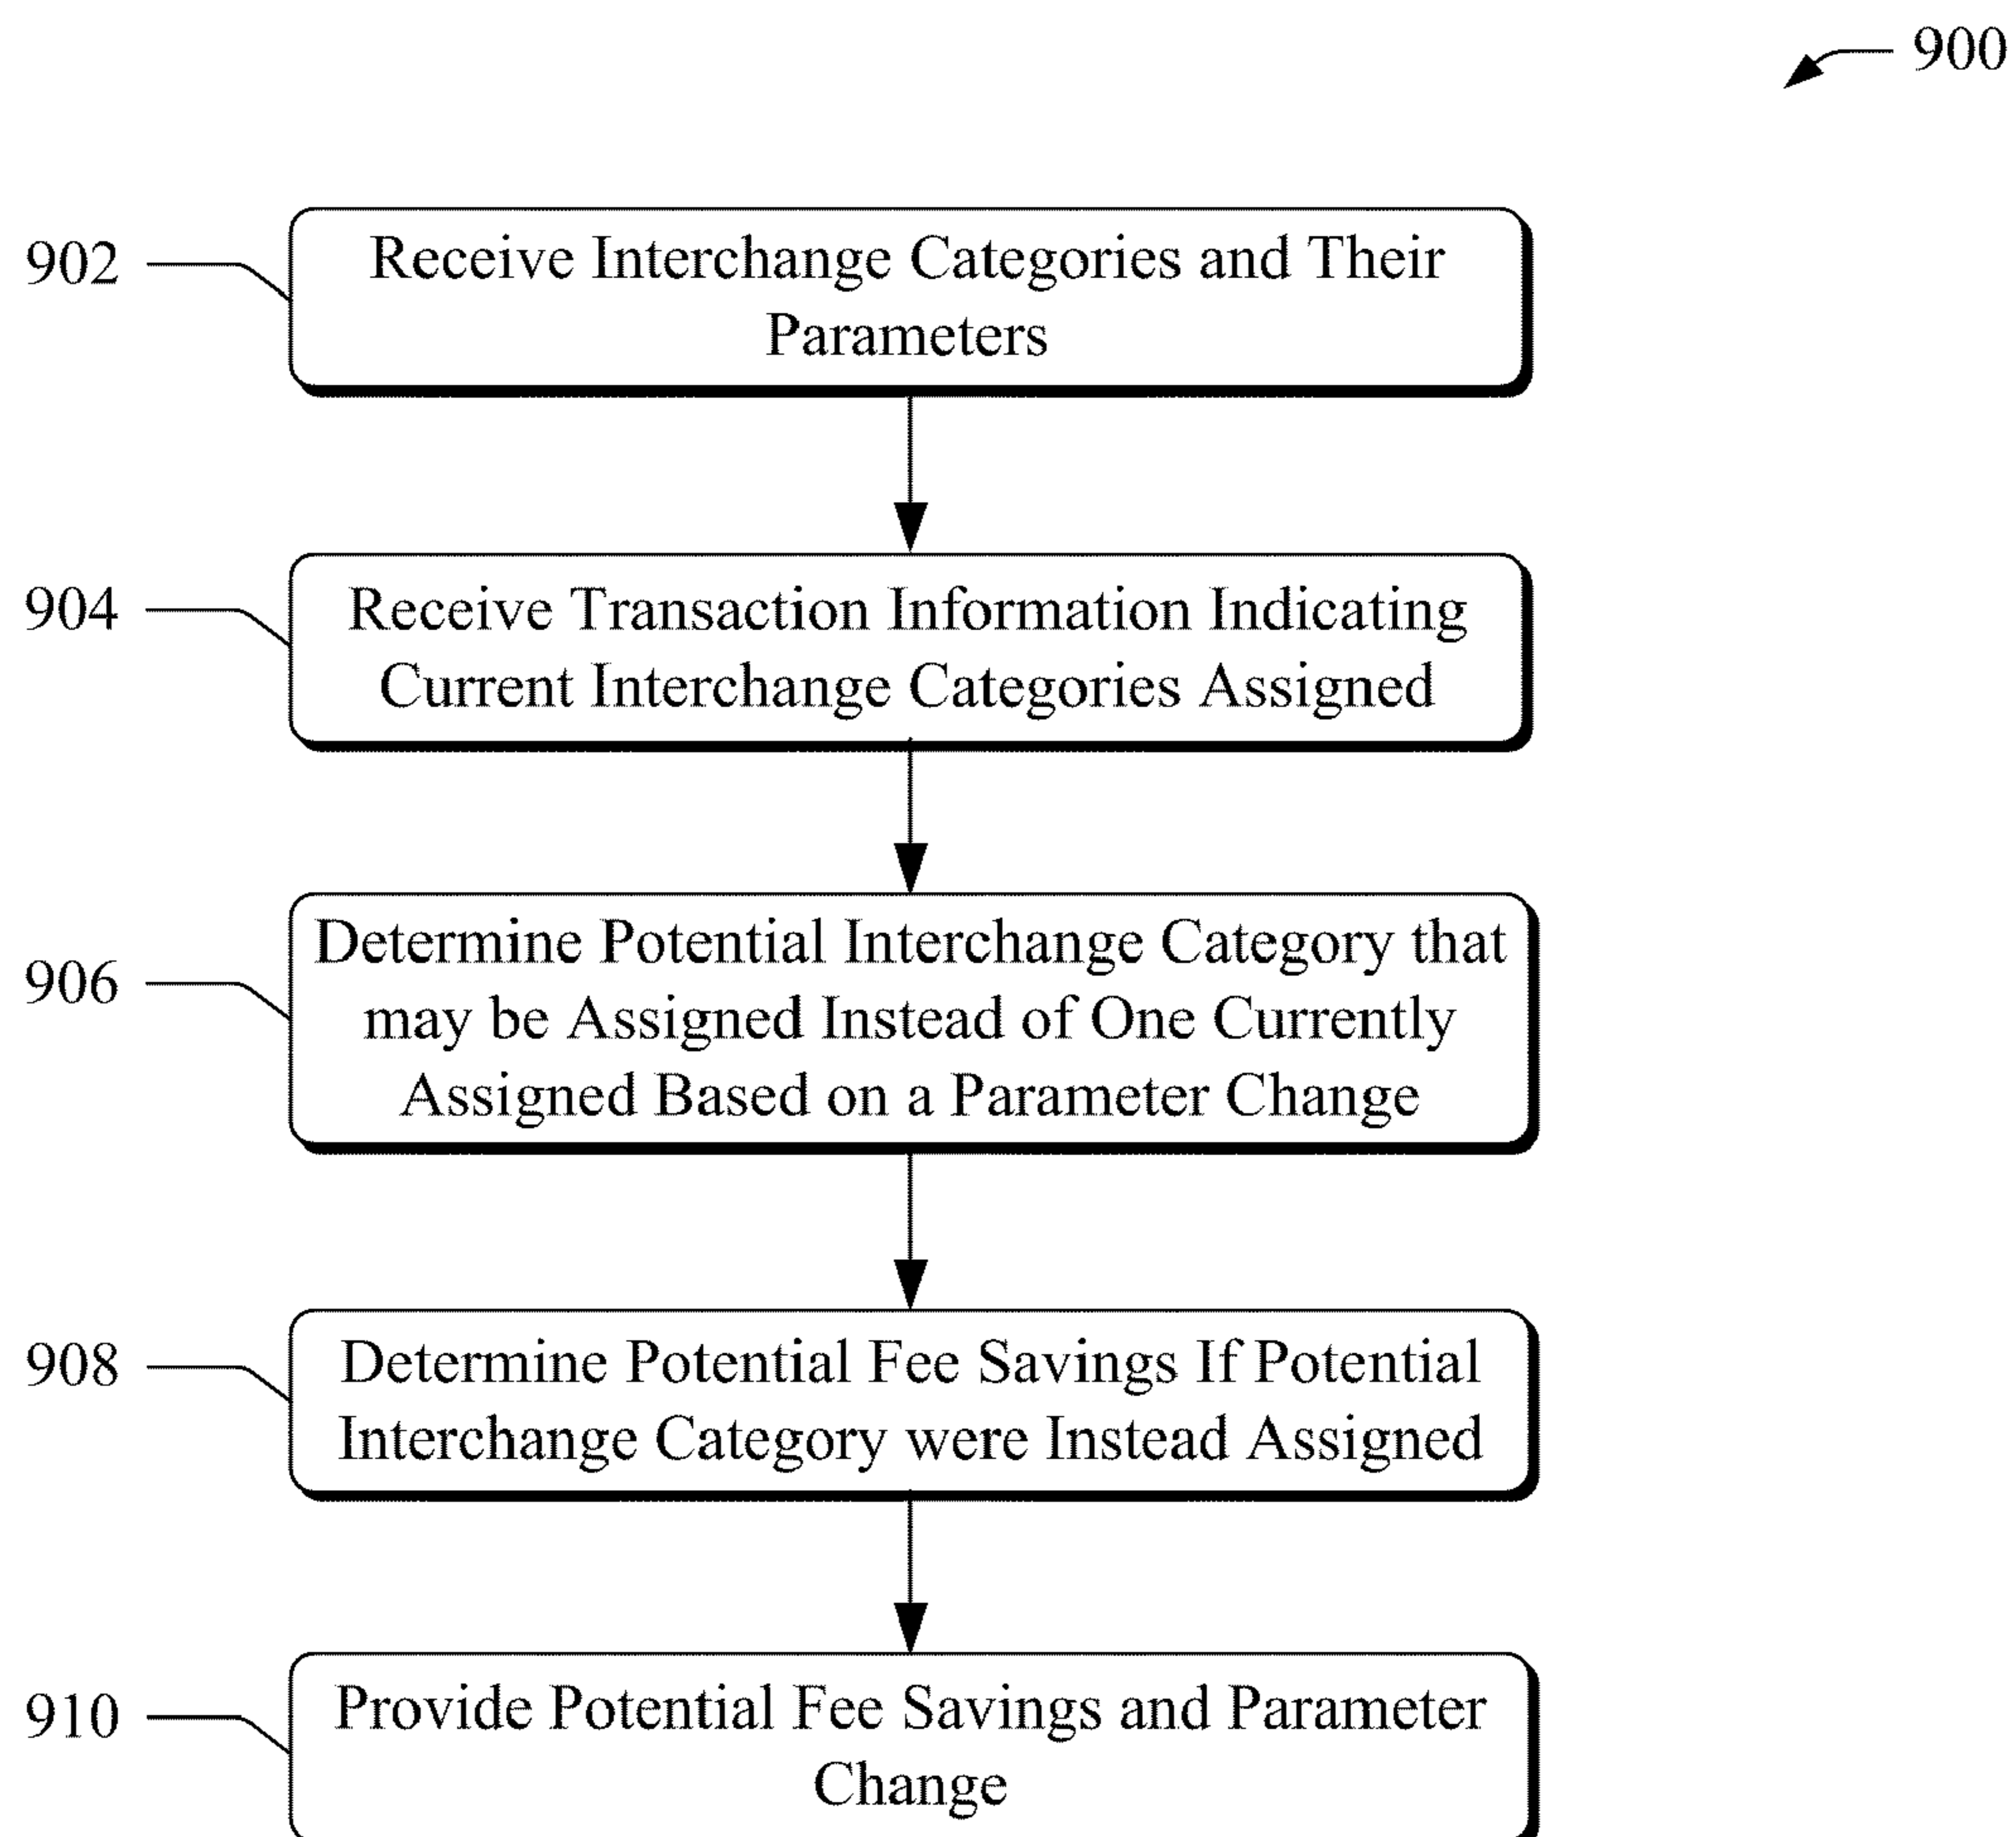 900
902
Receive Interchange Categories and Their
Parameters
904
Receive Transaction Information Indicating
Current Interchange Categories Assigned
906
Determine Potential Interchange Category that
may be Assigned Instead of One Currently
Assigned Based on a Parameter Change
908
Determine Potential Fee Savings If Potential
Interchange Category were Instead Assigned
910
Provide Potential Fee Savings and Parameter
Change